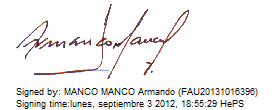 Signed by: MANCO MANCO Armando (FAU20131016396)
Signing time:lunes, septiembre 3 2012, 18:55:29 HePS